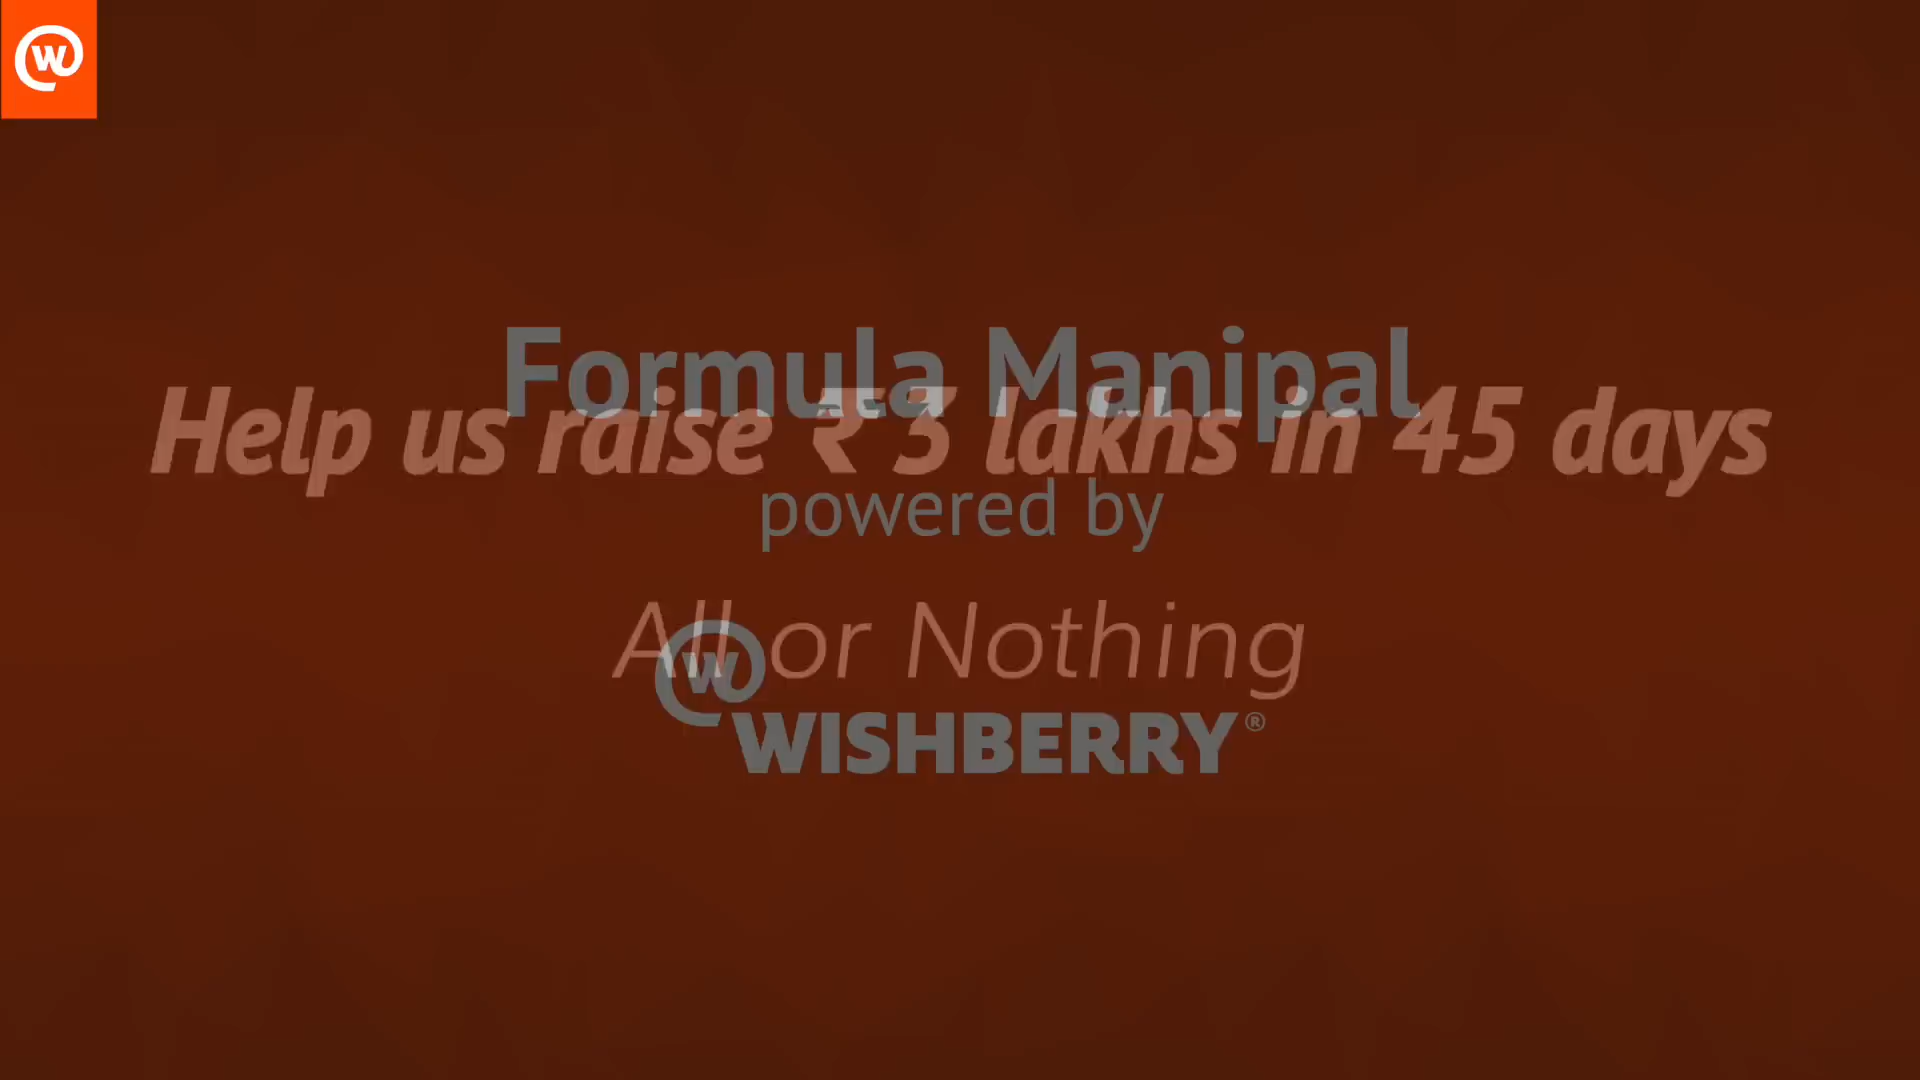 W
Formula Manipal
Help us raise ₹ 3 lakhs in 45 days
powered by
All or Nothing
W
WISHBERRY®